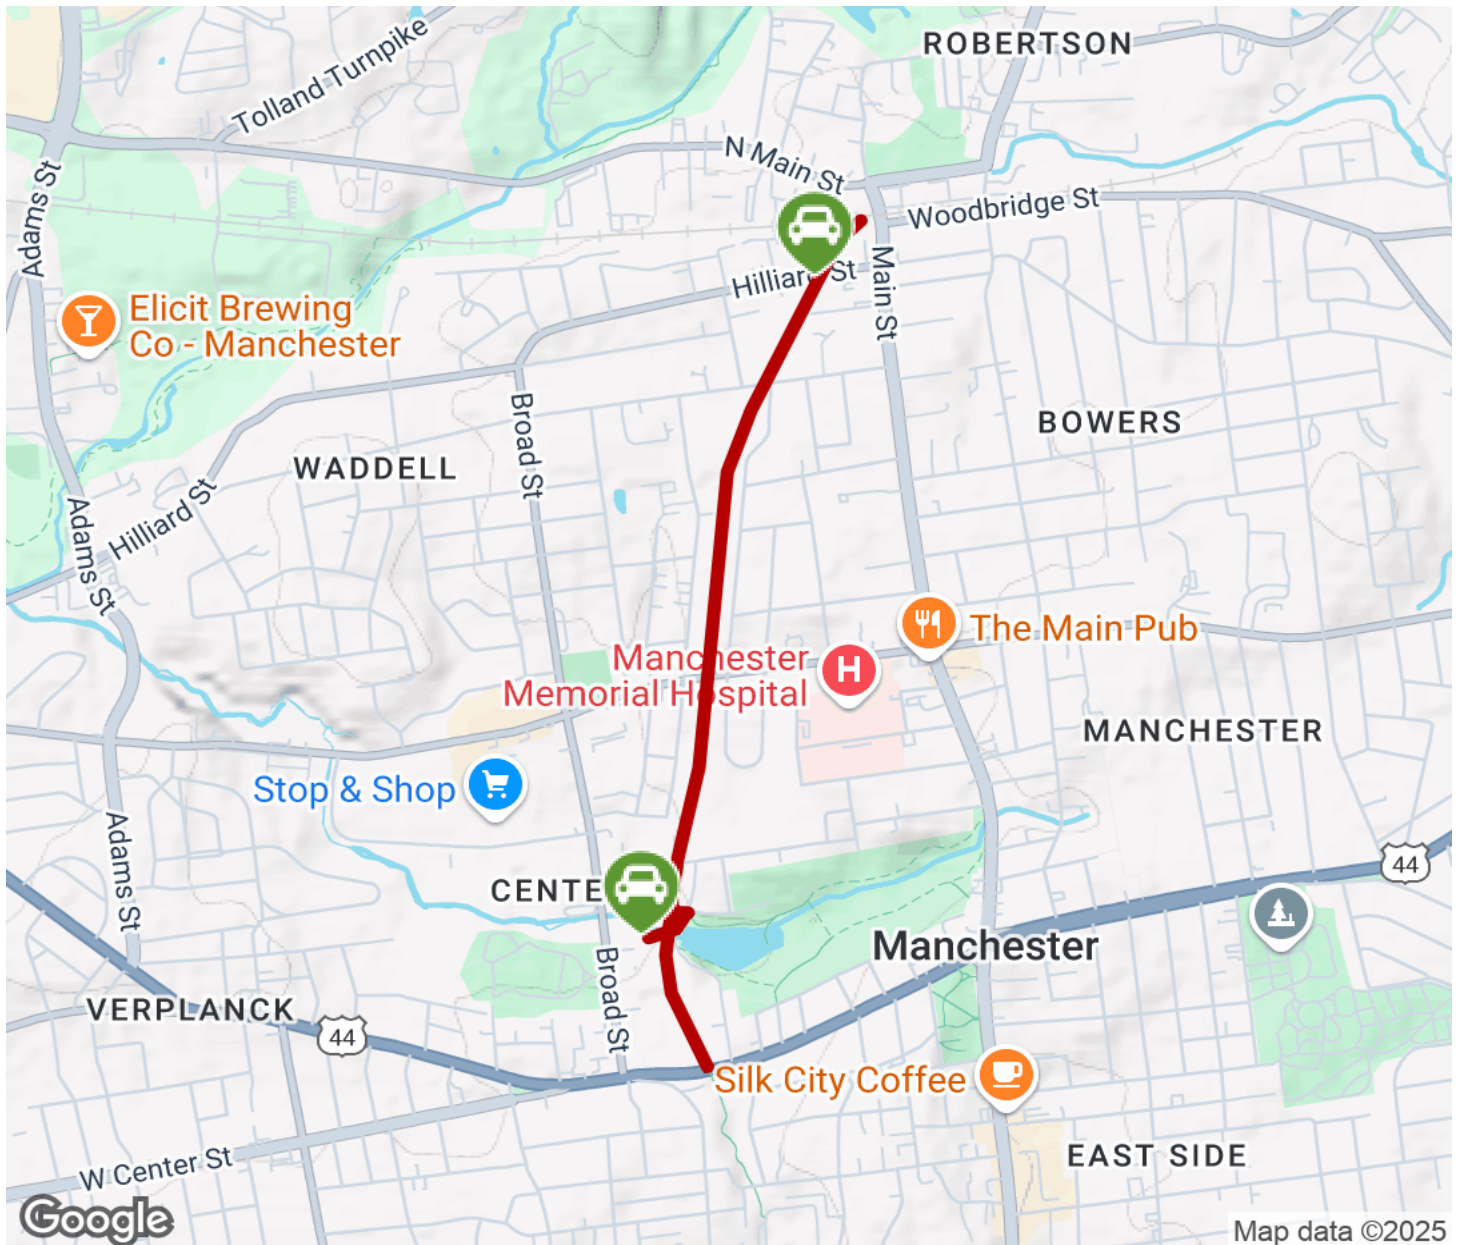 ROBERTSON
Tolland Turnpike
N Main St
Adams St
Woodbridge St
Hilliard St
Main St
Elicit Brewing
Co - Manchester
Broad St
BOWERS
WADDELL
Hilliard St
Adams St
The Main Pub
Manchester
Memorial Hospital
H
MANCHESTER
Stop & Shop
Adams St
44
CENTE
Manchester
Broad St
VERPLANCK
44
Silk City Coffee
EAST SIDE
W Center St
Google
Map data ©2025